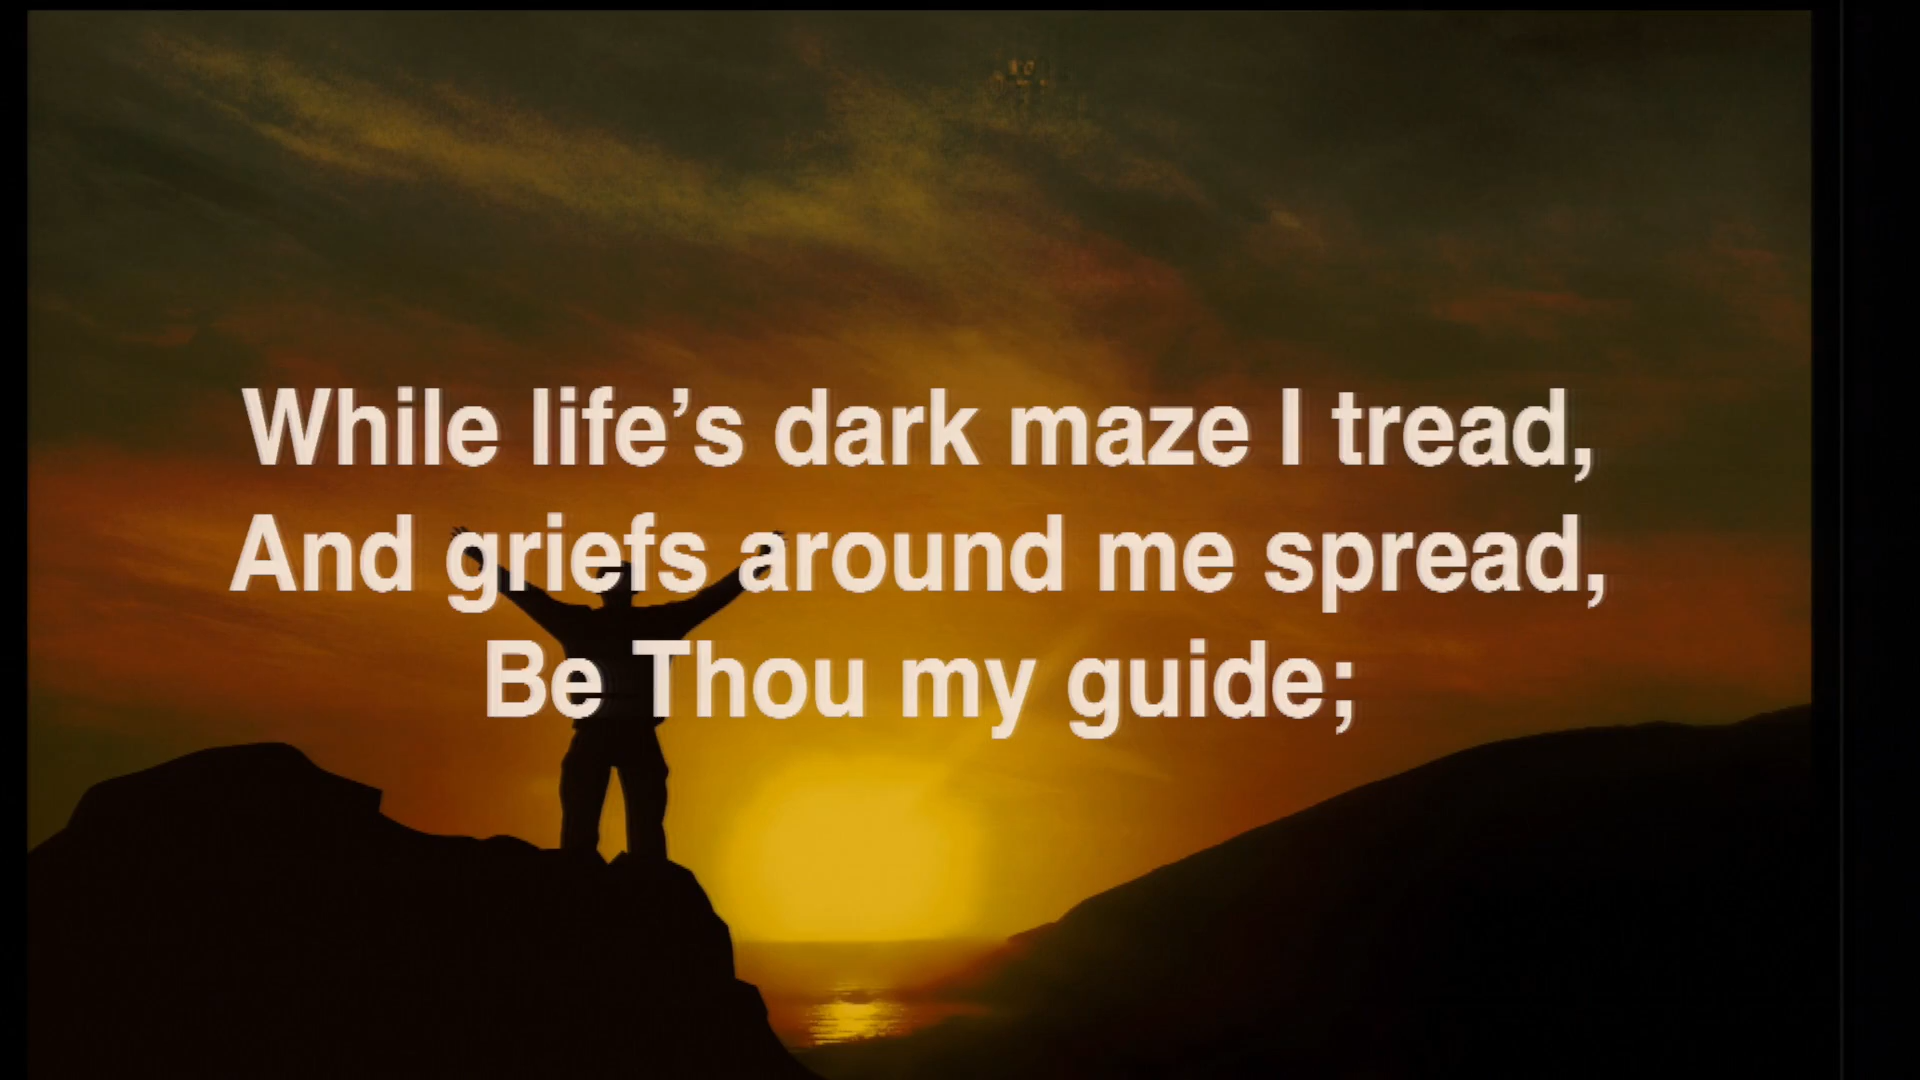 While life’s dark maze I tread,
And griefs around me spread,
Be Thou my guide;